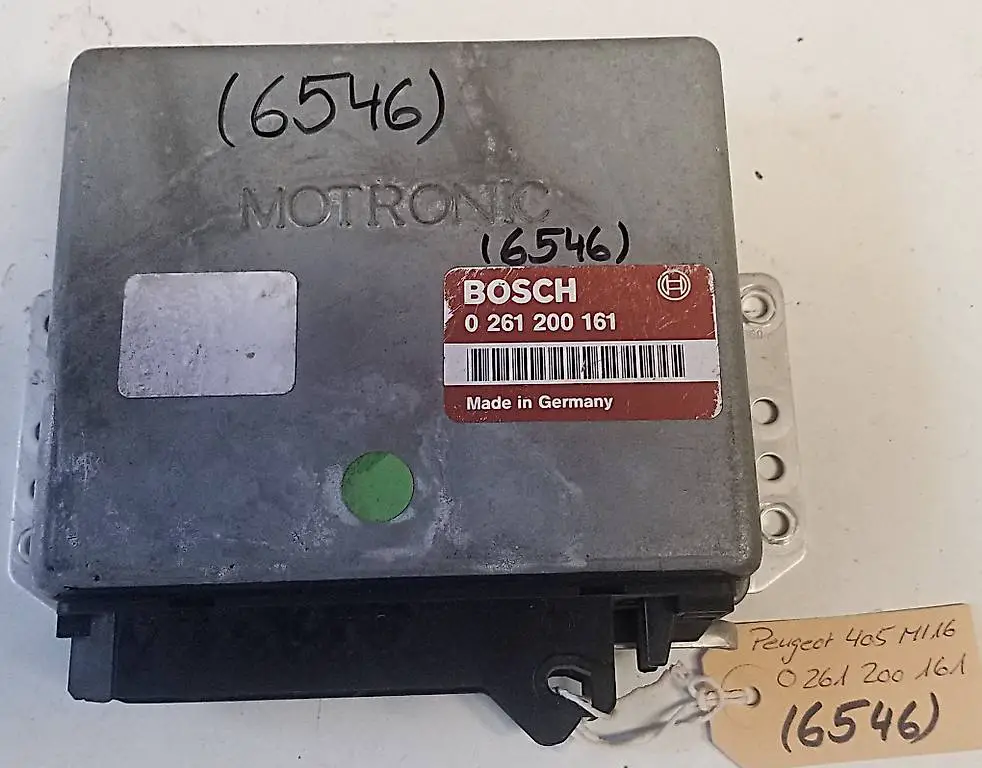 (6546)
MOTRONIC
(6546)
BOSCH
0 261 200 161
Made in Germany
Peugeot 405 MI16
0 261 200 161
(6546)